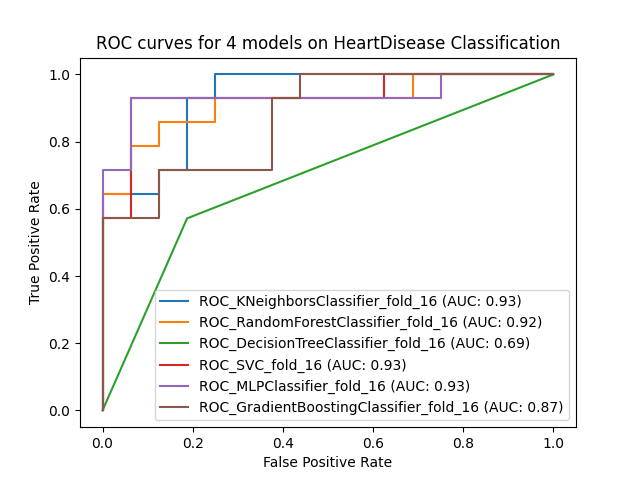 ROC curves for 4 models on HeartDisease Classification
True Positive Rate
1.0
0.8
0.6
0.4
0.2
0.0
ROC_KNeighborsClassifier_fold_16 (AUC: 0.93)
ROC_RandomForestClassifier_fold_16 (AUC: 0.92)
ROC_DecisionTreeClassifier_fold_16 (AUC: 0.69)
ROC_SVC_fold_16 (AUC: 0.93)
ROC_MLPClassifier_fold_16 (AUC: 0.93)
ROC_GradientBoostingClassifier_fold_16 (AUC: 0.87)
0.0 0.2 0.4 0.6 0.8 1.0
False Positive Rate